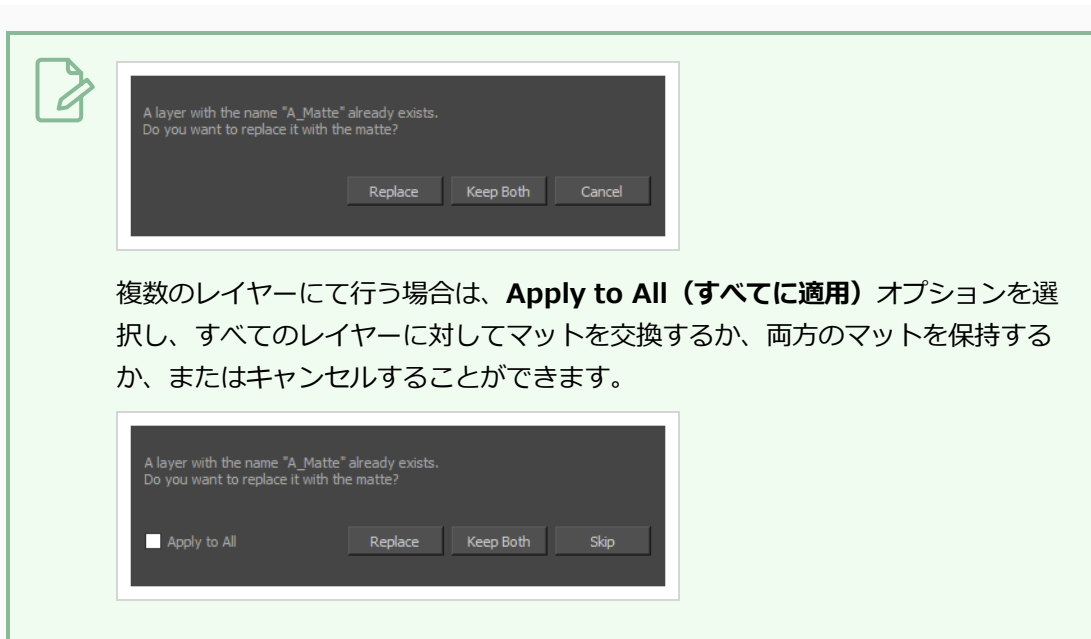 A layer with the name "A_Matte" already exists.
Do you want to replace it with the matte?
Replace Keep Both Cancel
複数のレイヤーにて行う場合は、Apply to All（すべてに適用）オプションを選
択し、すべてのレイヤーに対してマットを交換するか、両方のマットを保持する
か、またはキャンセルすることができます。
A layer with the name "A_Matte" already exists.
Do you want to replace it with the matte?
Apply to All Replace Keep Both Skip